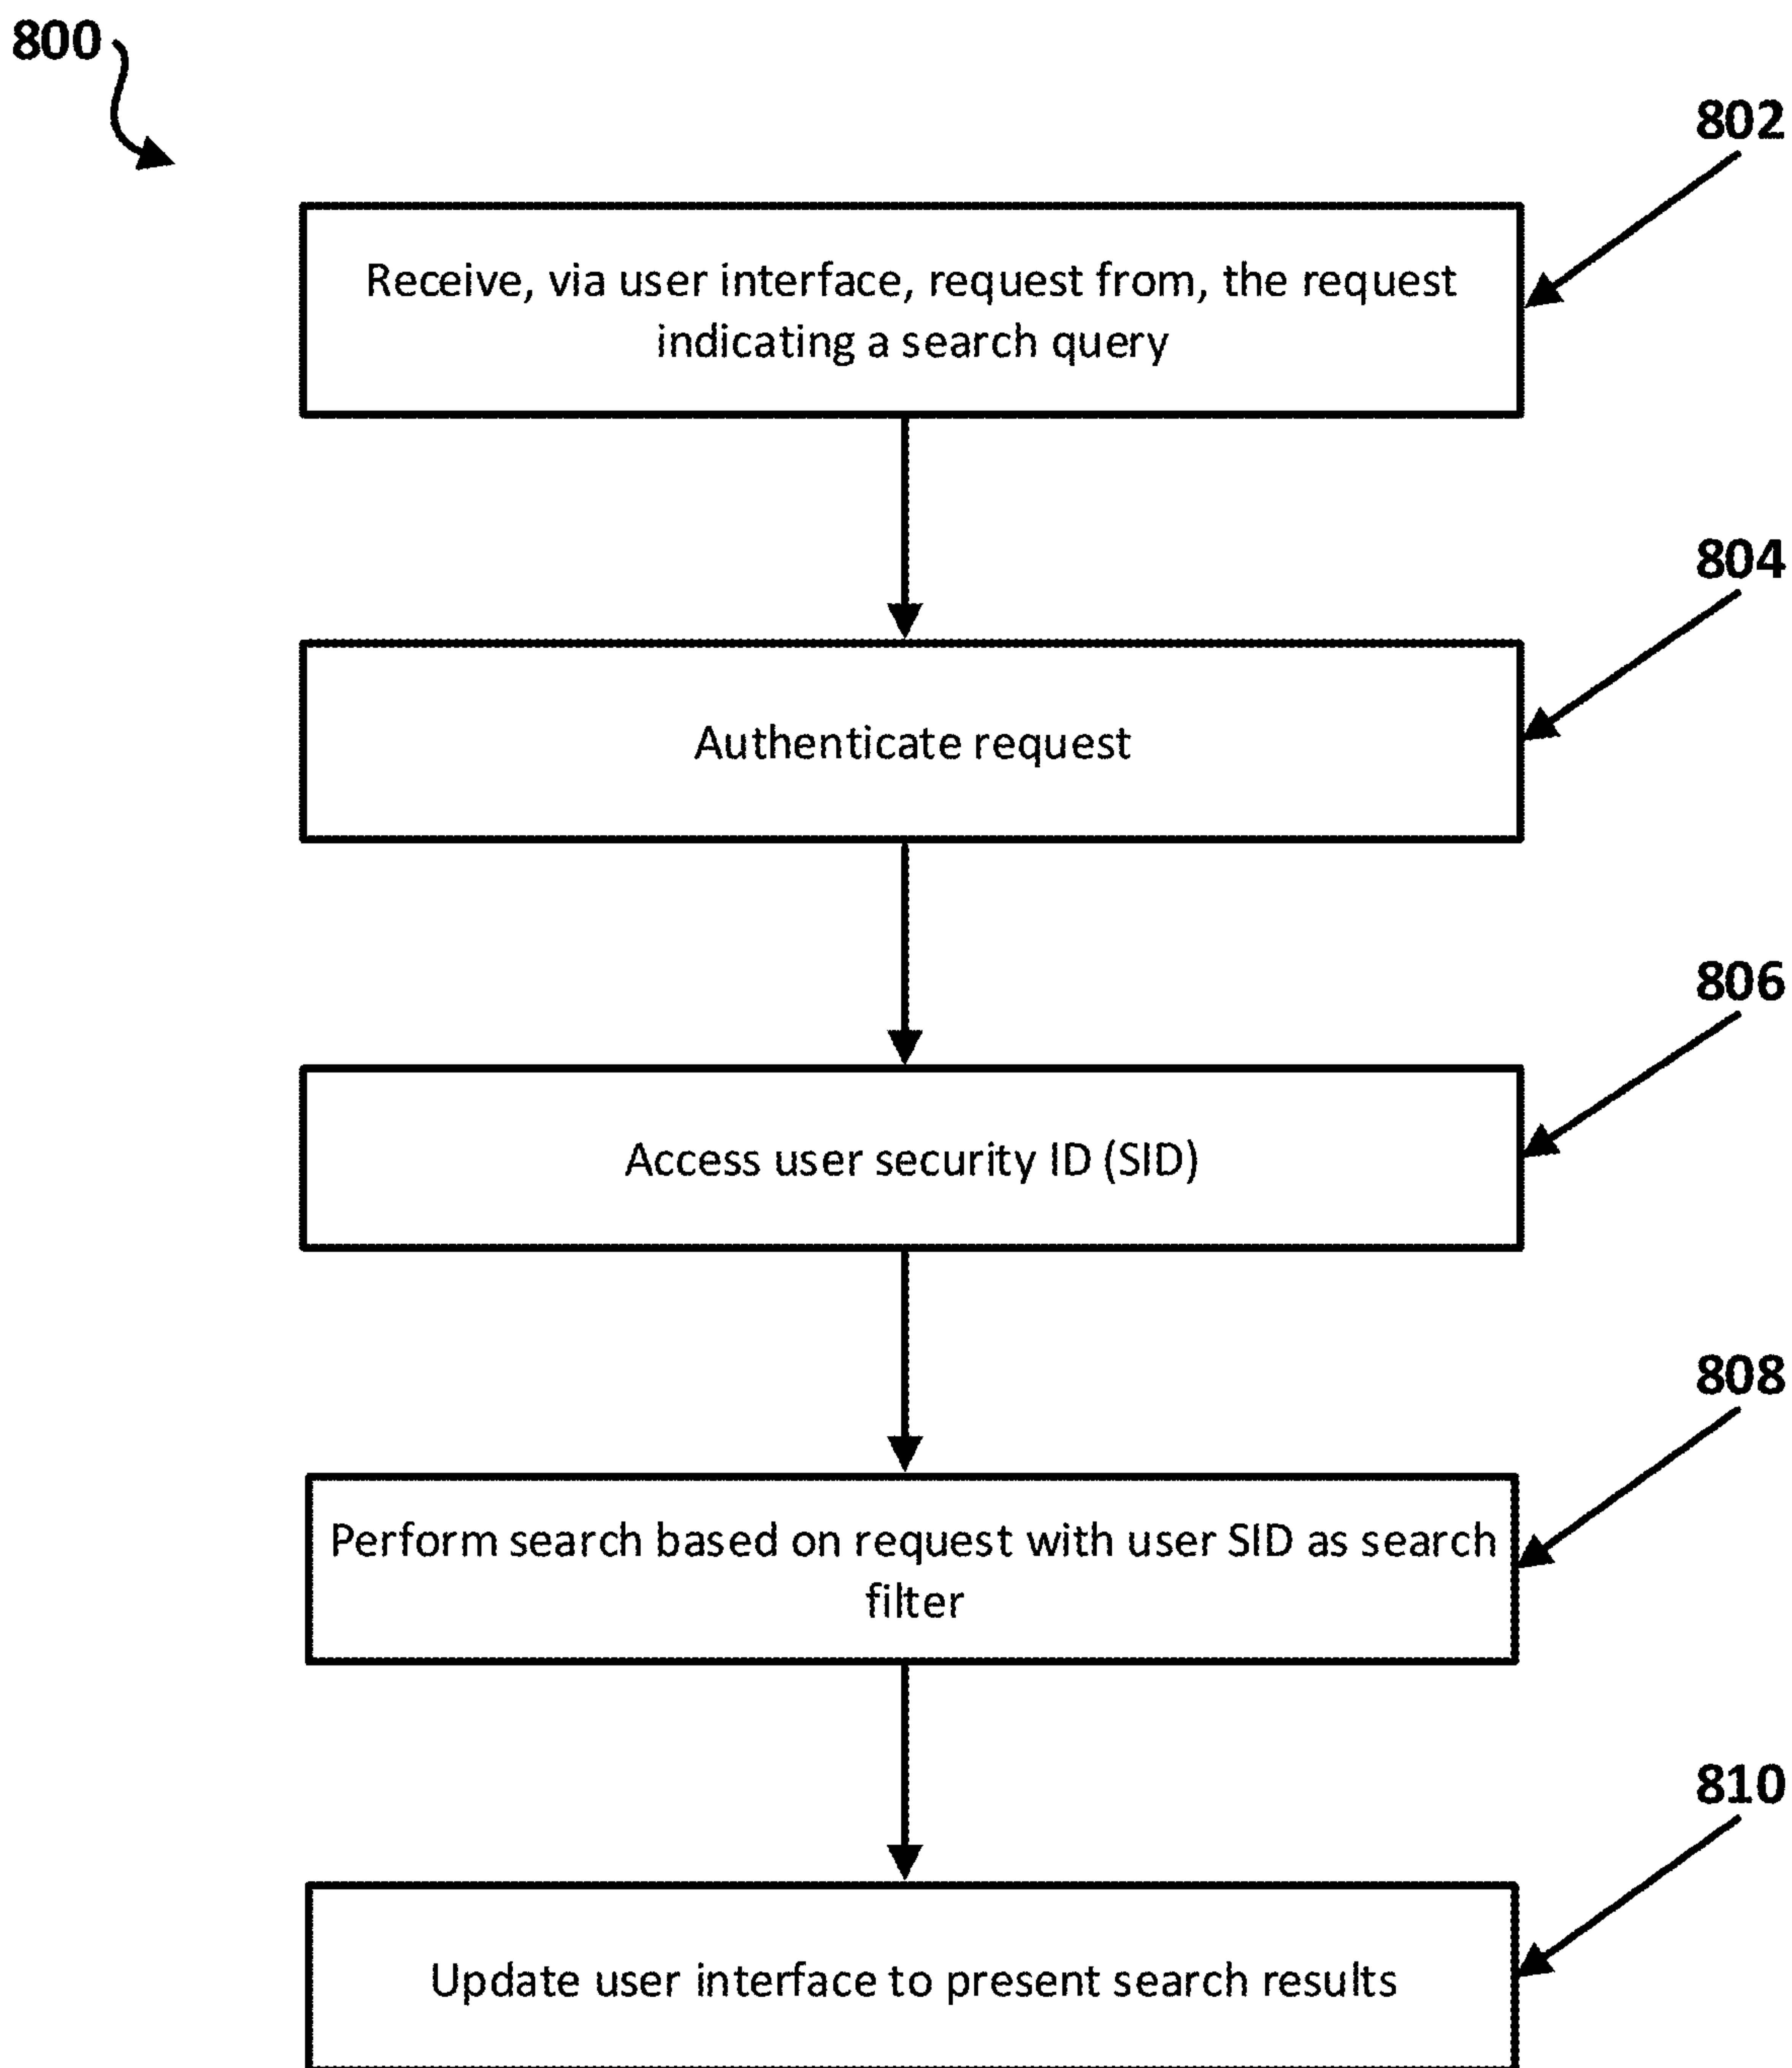 800
802
Receive, via user interface, request from, the request
indicating a search query
804
Authenticate request
806
Access user security ID (SID)
808
Perform search based on request with user SID as search
filter
810
Update user interface to present search results